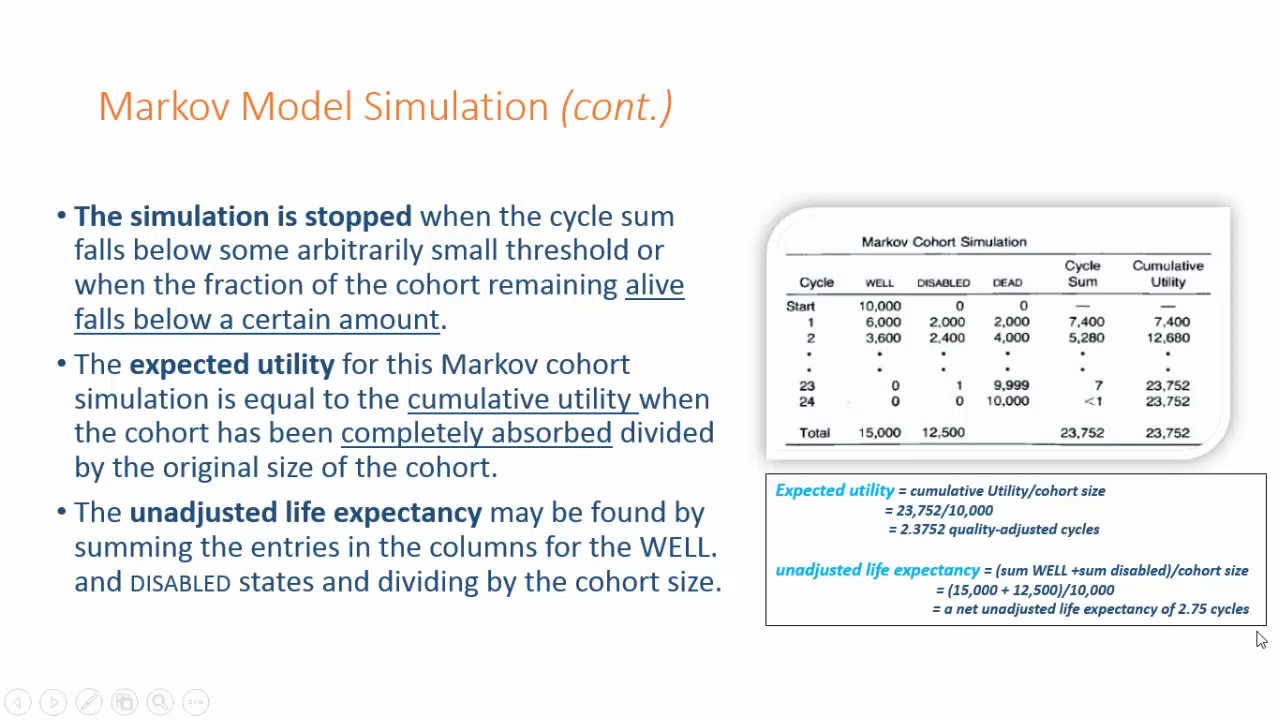 Markov Model Simulation (cont.)
• The simulation is stopped when the cycle sum
falls below some arbitrarily small threshold or
when the fraction of the cohort remaining alive
falls below a certain amount.
• The expected utility for this Markov cohort
simulation is equal to the cumulative utility when
the cohort has been completely absorbed divided
by the original size of the cohort.
• The unadjusted life expectancy may be found by
summing the entries in the columns for the WELL.
and DISABLED states and dividing by the cohort size.
Markov Cohort Simulation
Cycle Cumulative
Cycle WELL DISABLED DEAD Sum Utility
Start 10,000 0 0 — —
1 6,000 2,000 2,000 7,400 7,400
2 3,600 2,400 4,000 5,280 12,680
• • • • • •
• • • • • •
23 0 1 9,999 7 23,752
24 0 0 10,000 <1 23,752
Total 15,000 12,500 23,752 23,752
Expected utility = cumulative Utility/cohort size
= 23,752/10,000
= 2.3752 quality-adjusted cycles
unadjusted life expectancy = (sum WELL +sum disabled)/cohort size
= (15,000 + 12,500)/10,000
= a net unadjusted life expectancy of 2.75 cycles